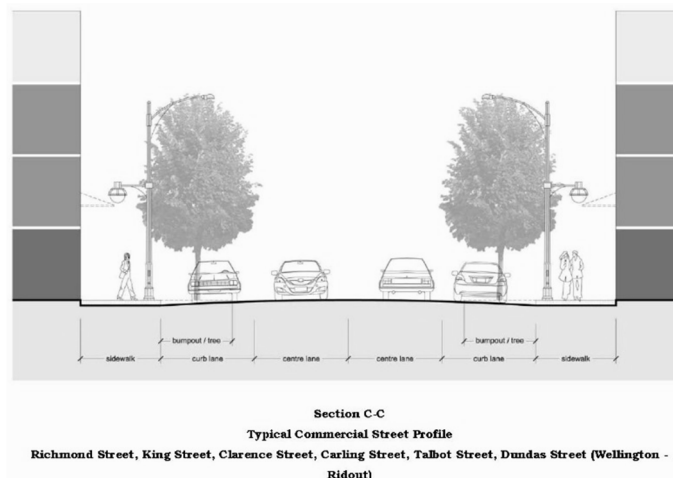 bumpout / tree bumpout / tree
sidewalk curb lane centre lane centre lane curb lane sidewalk
Section C-C
Typical Commercial Street Profile
Richmond Street, King Street, Clarence Street, Carling Street, Talbot Street, Dundas Street (Wellington -
Ridout)